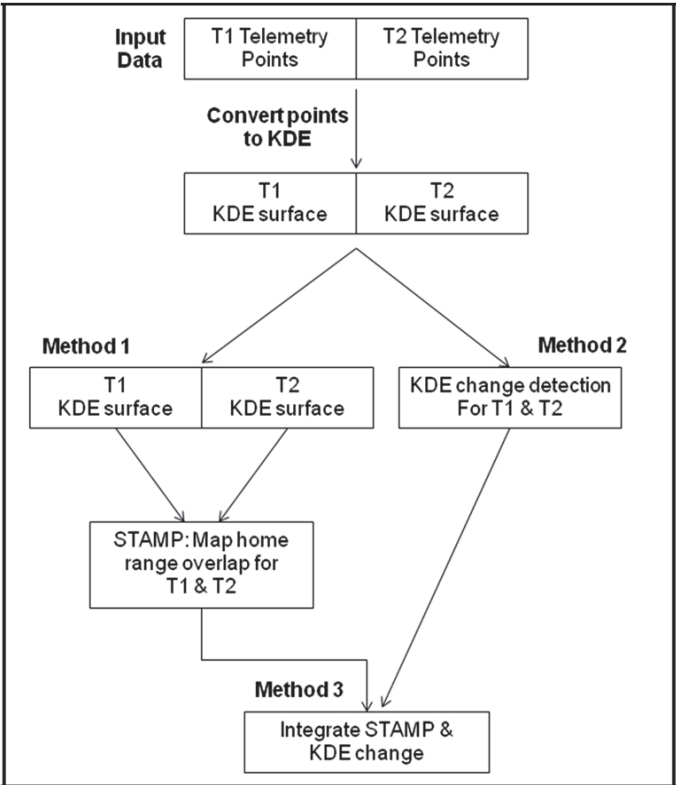 Input
Data
T1 Telemetry
Points
T2 Telemetry
Points
Convert points
to KDE
T1
KDE surface
T2
KDE surface
Method 1
Method 2
T1
KDE surface
T2
KDE surface
KDE change detection
For T1 & T2
STAMP: Map home
range overlap for
T1 & T2
Method 3
Integrate STAMP &
KDE change